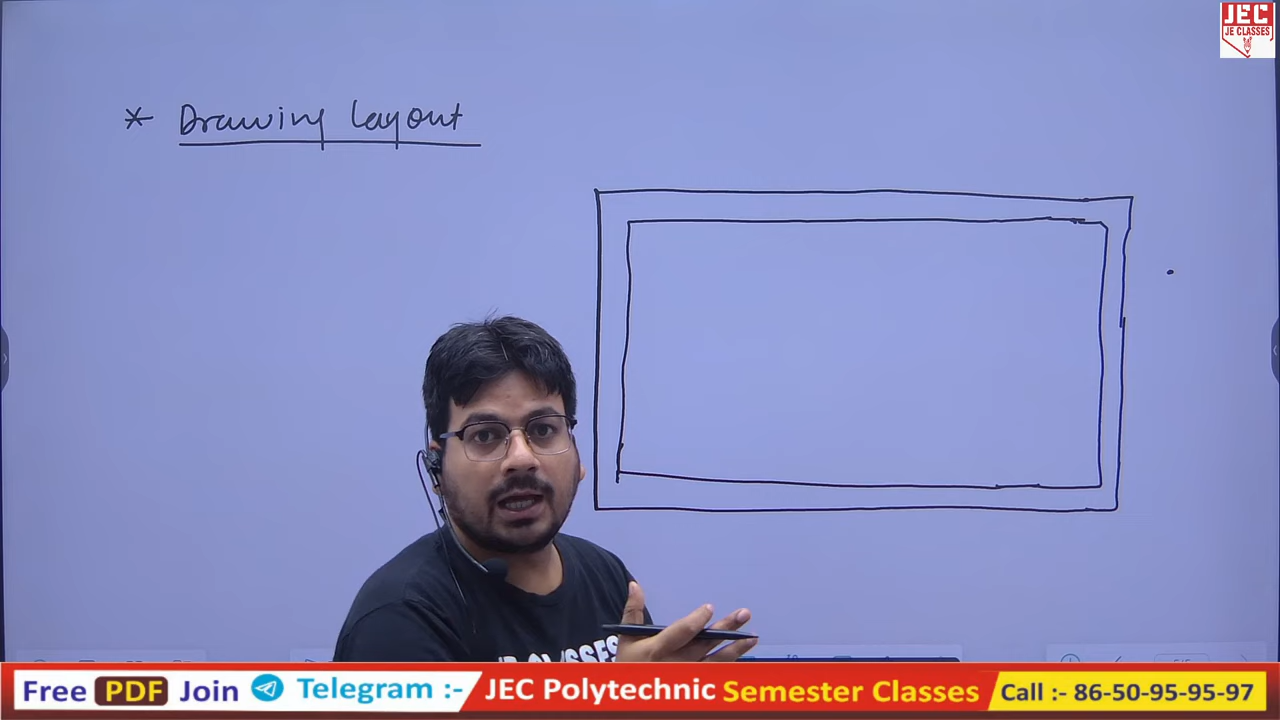 JEC
JE CLASSES
* Drawing Layout
CLASSES
Free PDF Join Telegram :- JEC Polytechnic Semester Classes Call :- 86-50-95-95-97